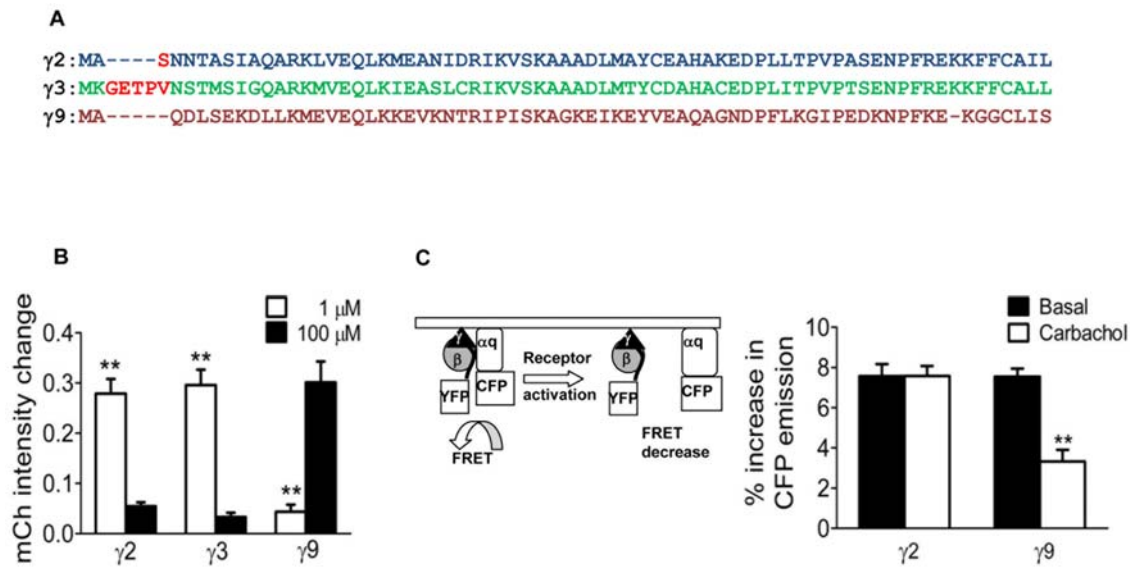 A
γ2:MA----SNNTASIAQARKLVEQLKMEANIDRIKVSKAAADLMAYCEAHAKEDPLLTPVPASENPFREKKFFCAIL
γ3:MKGETPVNSTMSIGQARKMVEQLKIEASLCRIKVSKAAADLMTYCDAHACEDPLITPVPTSENPFREKKFFCALL
γ9:MA-----QDLSEKDLLKMEVEQLKKEVKNTRIPISKAGKEIKEYVEAQAGNDPFLKGIPEDKNPFKE-KGGCLIS
B
mCh intensity change
0.4
0.3
0.2
0.1
0.0
1 μM
100 μM
**
**
**
γ2
γ3
γ9
C
γ
β
αq
YFP
CFP
FRET
Receptor
activation
γ
β
αq
YFP
CFP
FRET
decrease
% increase in
CFP emission
10
8
6
4
2
0
Basal
Carbachol
**
γ2
γ9